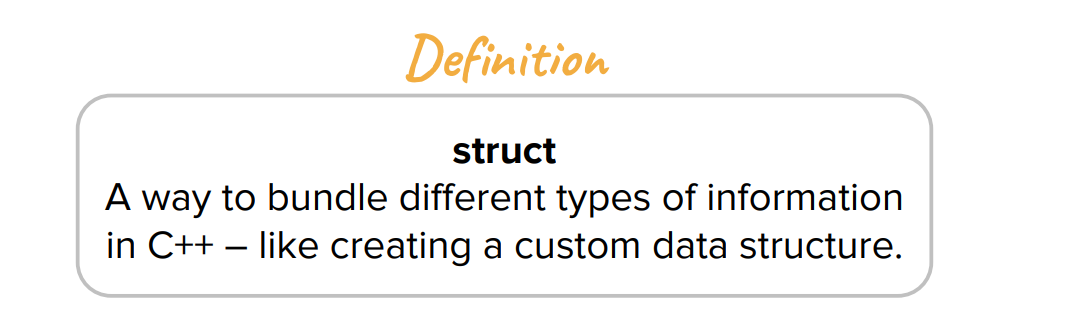 Definition
struct
A way to bundle different types of information
in C++ – like creating a custom data structure.